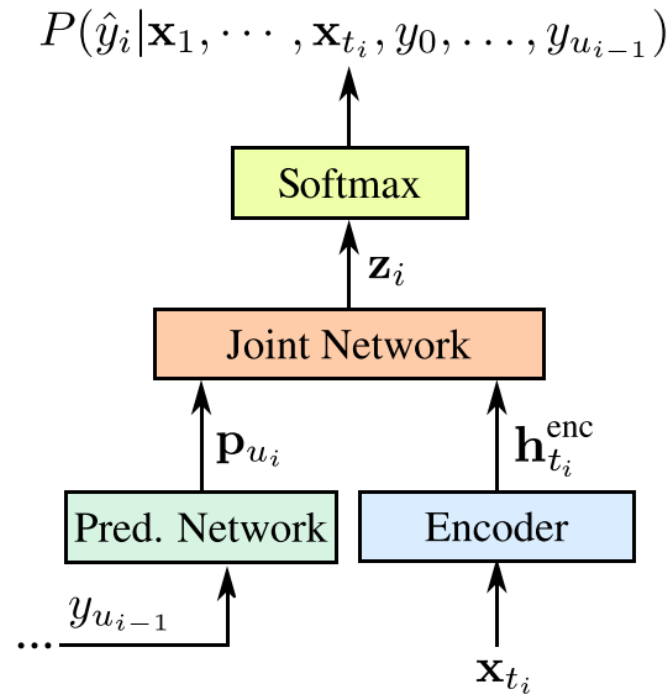 P(ŷ_i|x_1, ⋯ , x_{t_i}, y_0, . . . , y_{u_{i−1}})
Softmax
z_i
Joint Network
p_{u_i} h_{t_i}^{enc}
Pred. Network Encoder
... y_{u_{i−1}}
x_{t_i}